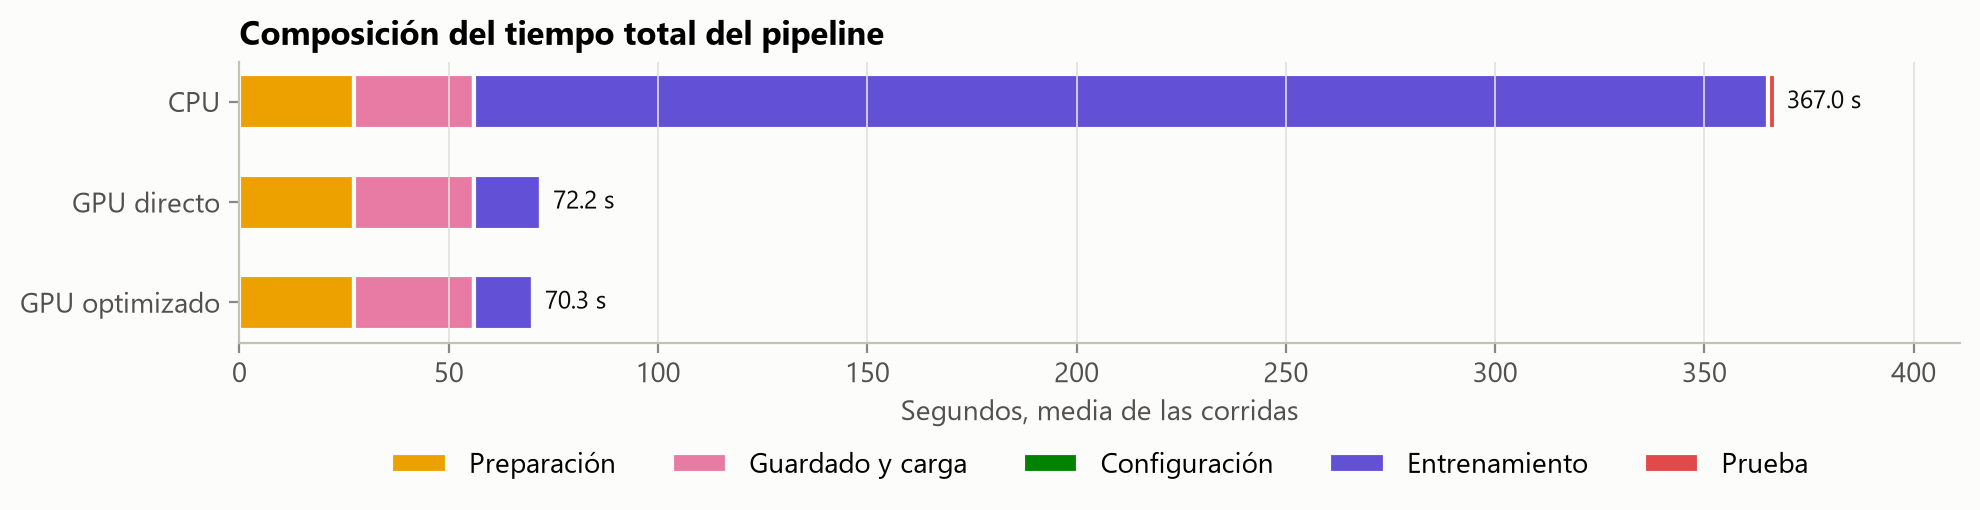 Composición del tiempo total del pipeline
CPU
367.0 s
GPU directo
72.2 s
GPU optimizado
70.3 s
0 50 100 150 200 250 300 350 400
Segundos, media de las corridas
Preparación Guardado y carga Configuración Entrenamiento Prueba